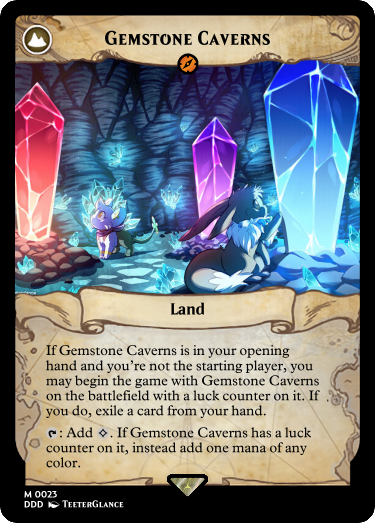 Gemstone Caverns
Land
If Gemstone Caverns is in your opening
hand and you're not the starting player, you
may begin the game with Gemstone Caverns
on the battlefield with a luck counter on it. If
you do, exile a card from your hand.
: Add . If Gemstone Caverns has a luck
counter on it, instead add one mana of any
color.
M 0023
DDD TeeterGlance